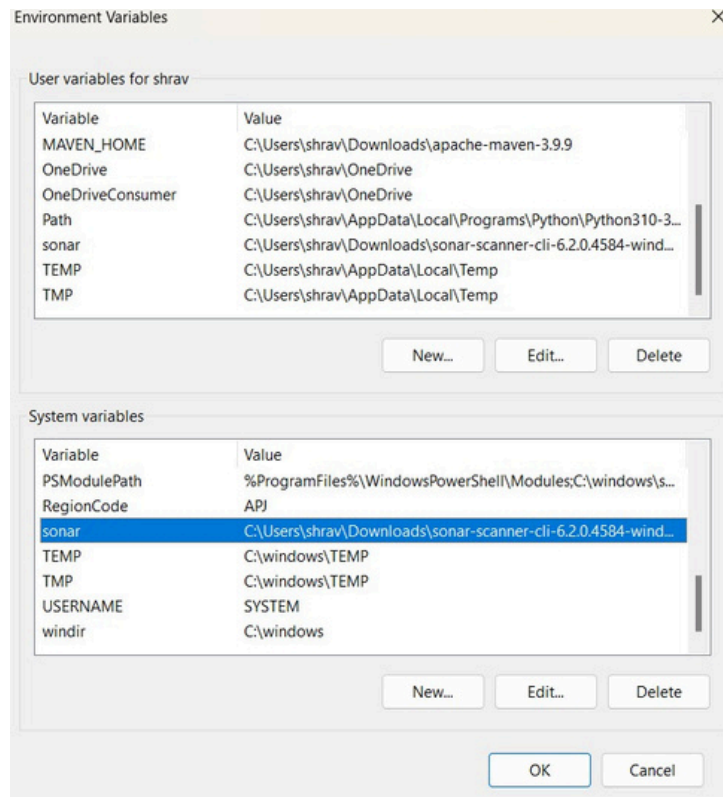 Environment Variables
User variables for shrav
Variable Value
MAVEN_HOME C:\Users\shrav\Downloads\apache-maven-3.9.9
OneDrive C:\Users\shrav\OneDrive
OneDriveConsumer C:\Users\shrav\OneDrive
Path C:\Users\shrav\AppData\Local\Programs\Python\Python310-3...
sonar C:\Users\shrav\Downloads\sonar-scanner-cli-6.2.0.4584-wind...
TEMP C:\Users\shrav\AppData\Local\Temp
TMP C:\Users\shrav\AppData\Local\Temp
New... Edit... Delete
System variables
Variable Value
PSModulePath %ProgramFiles%\WindowsPowerShell\Modules;C:\windows\s...
RegionCode APJ
sonar C:\Users\shrav\Downloads\sonar-scanner-cli-6.2.0.4584-wind...
TEMP C:\windows\TEMP
TMP C:\windows\TEMP
USERNAME SYSTEM
windir C:\windows
New... Edit... Delete
OK Cancel